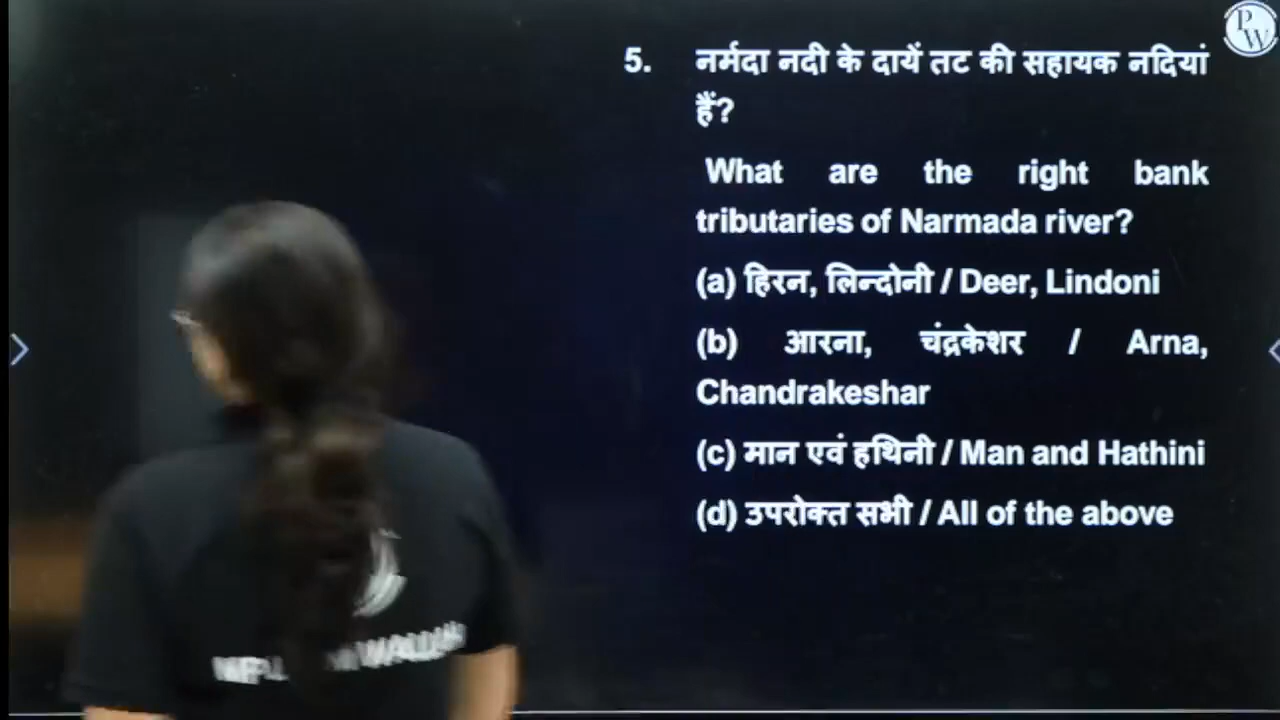 PW
5. नर्मदा नदी के दायें तट की सहायक नदियां
हैं?
What are the right bank
tributaries of Narmada river?
(a) हिरन, लिन्दोनी / Deer, Lindoni
(b) आरना, चंद्रकेशर / Arna,
Chandrakeshar
(c) मान एवं हथिनी / Man and Hathini
(d) उपरोक्त सभी / All of the above